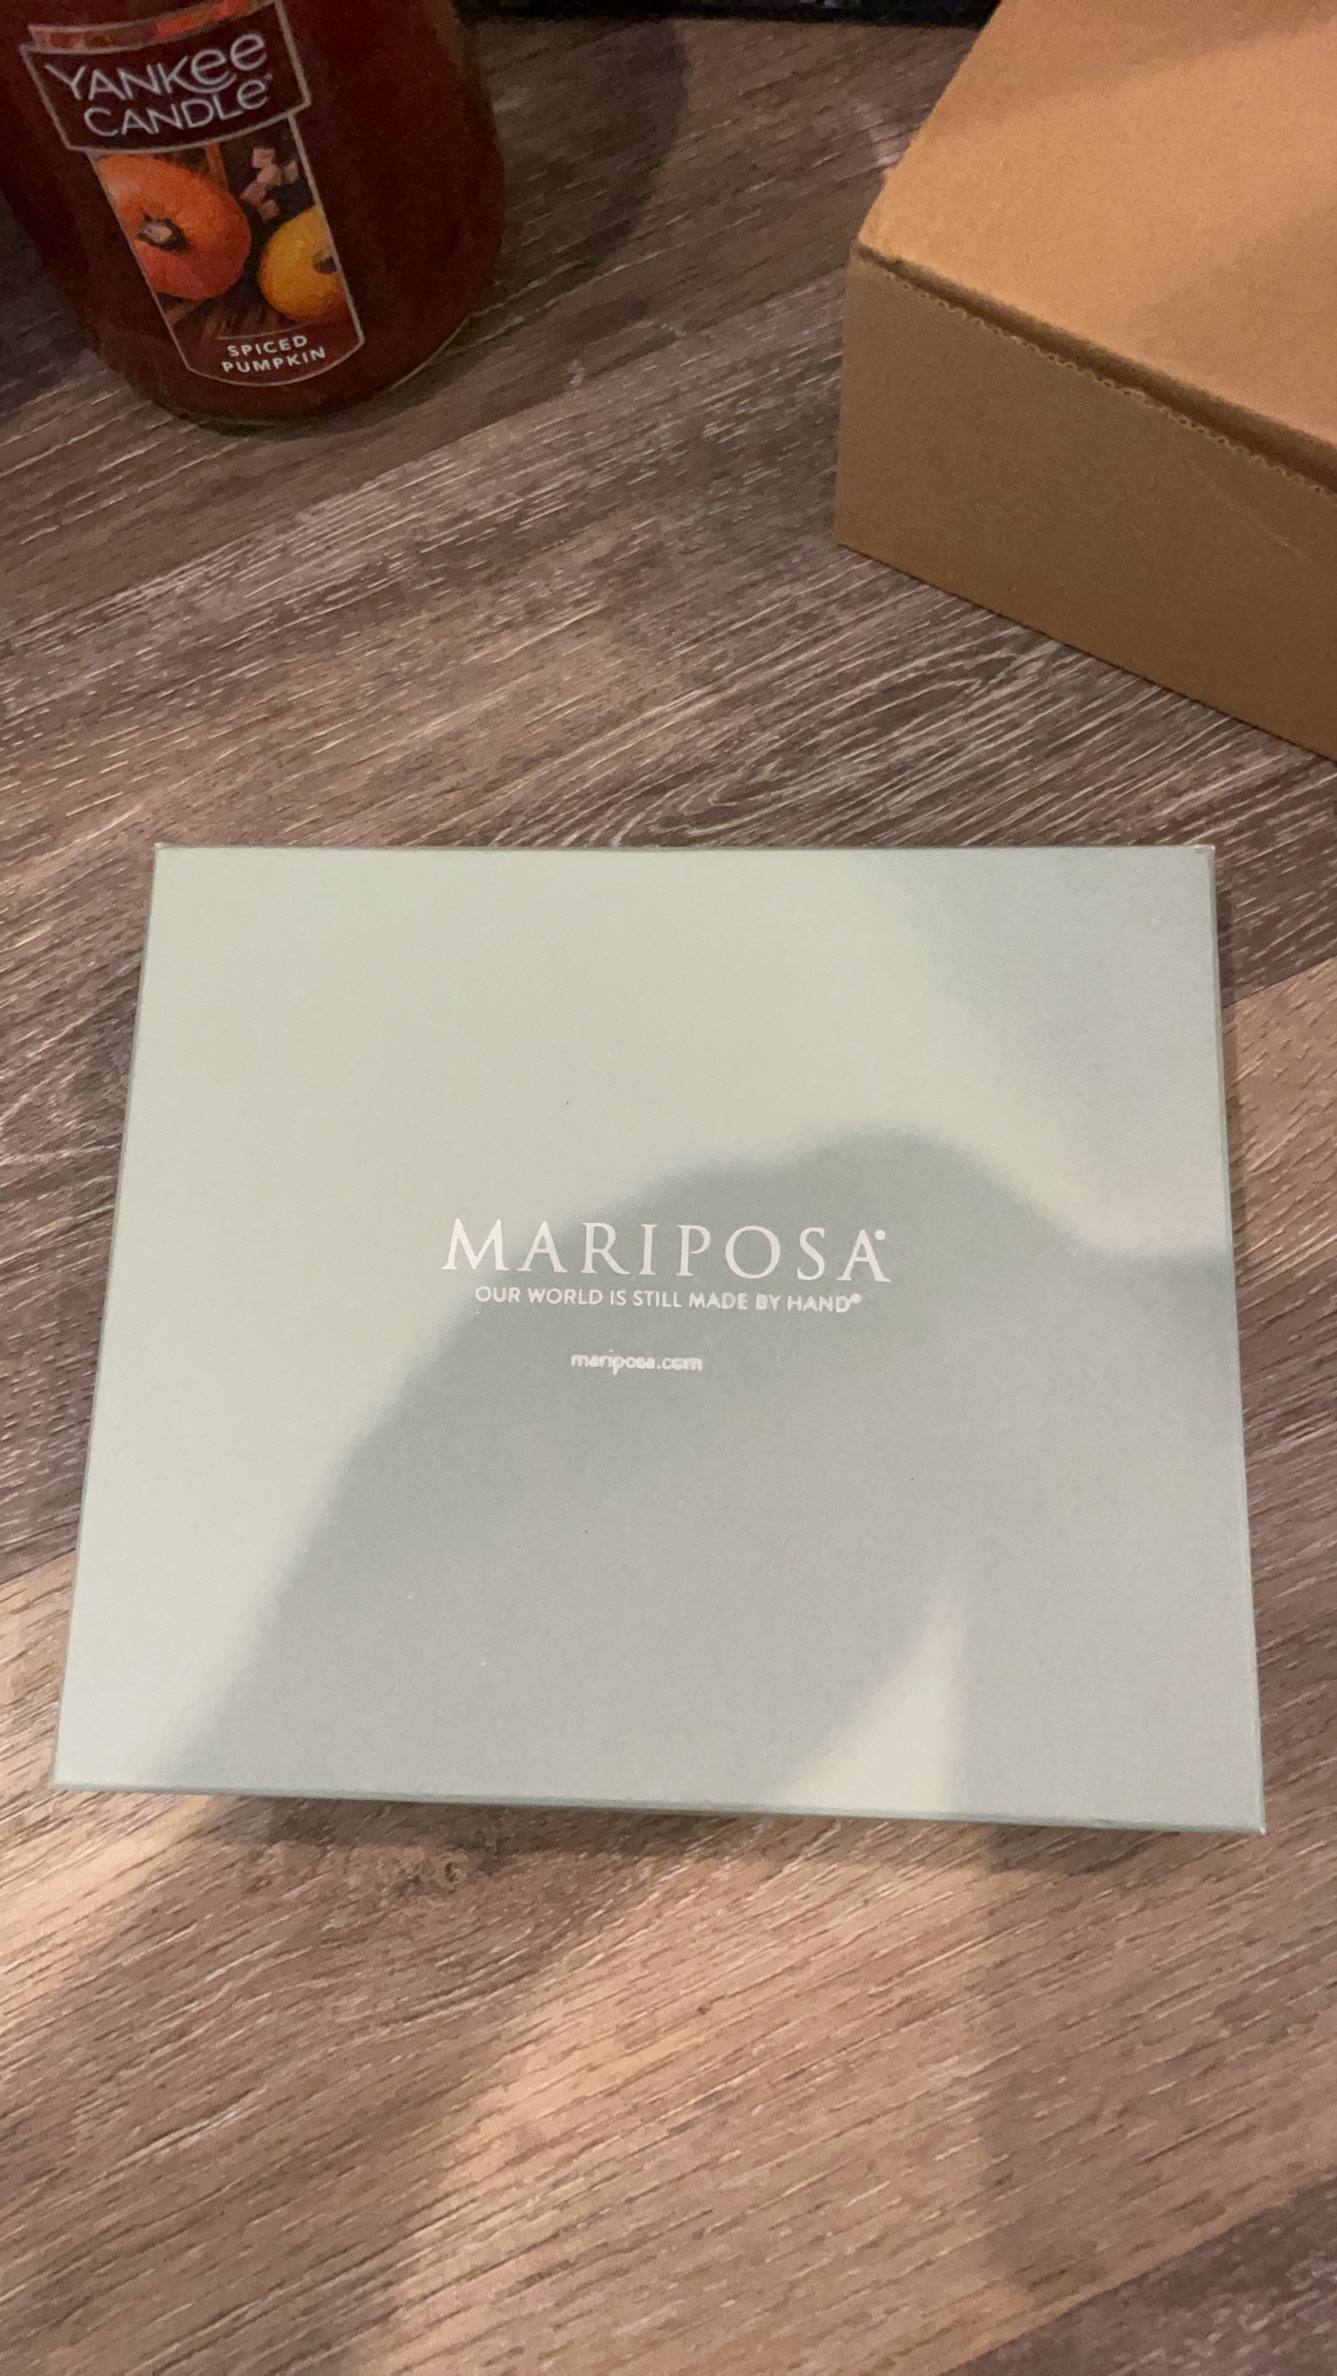 YANKEE
CANDLE®
SPICED
PUMPKIN
MARIPOSA®
OUR WORLD IS STILL MADE BY HAND®
mariposa.com